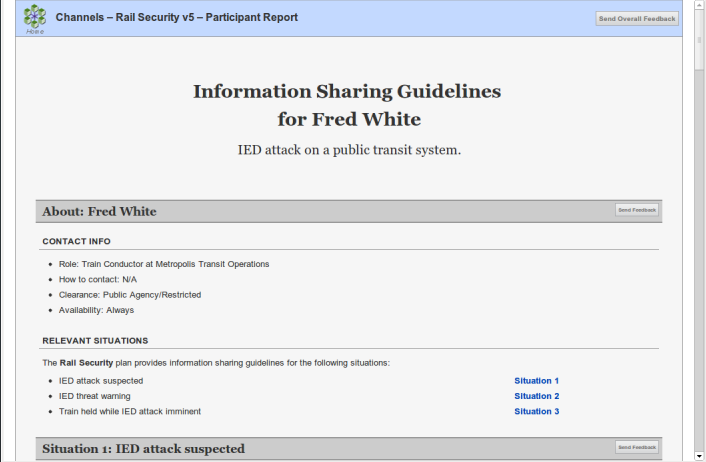 Channels – Rail Security v5 – Participant Report
Send Overall Feedback
Home
Information Sharing Guidelines
for Fred White
IED attack on a public transit system.
About: Fred White
Send Feedback
CONTACT INFO
• Role: Train Conductor at Metropolis Transit Operations
• How to contact: N/A
• Clearance: Public Agency/Restricted
• Availability: Always
RELEVANT SITUATIONS
The Rail Security plan provides information sharing guidelines for the following situations:
• IED attack suspected Situation 1
• IED threat warning Situation 2
• Train held while IED attack imminent Situation 3
Situation 1: IED attack suspected
Send Feedback